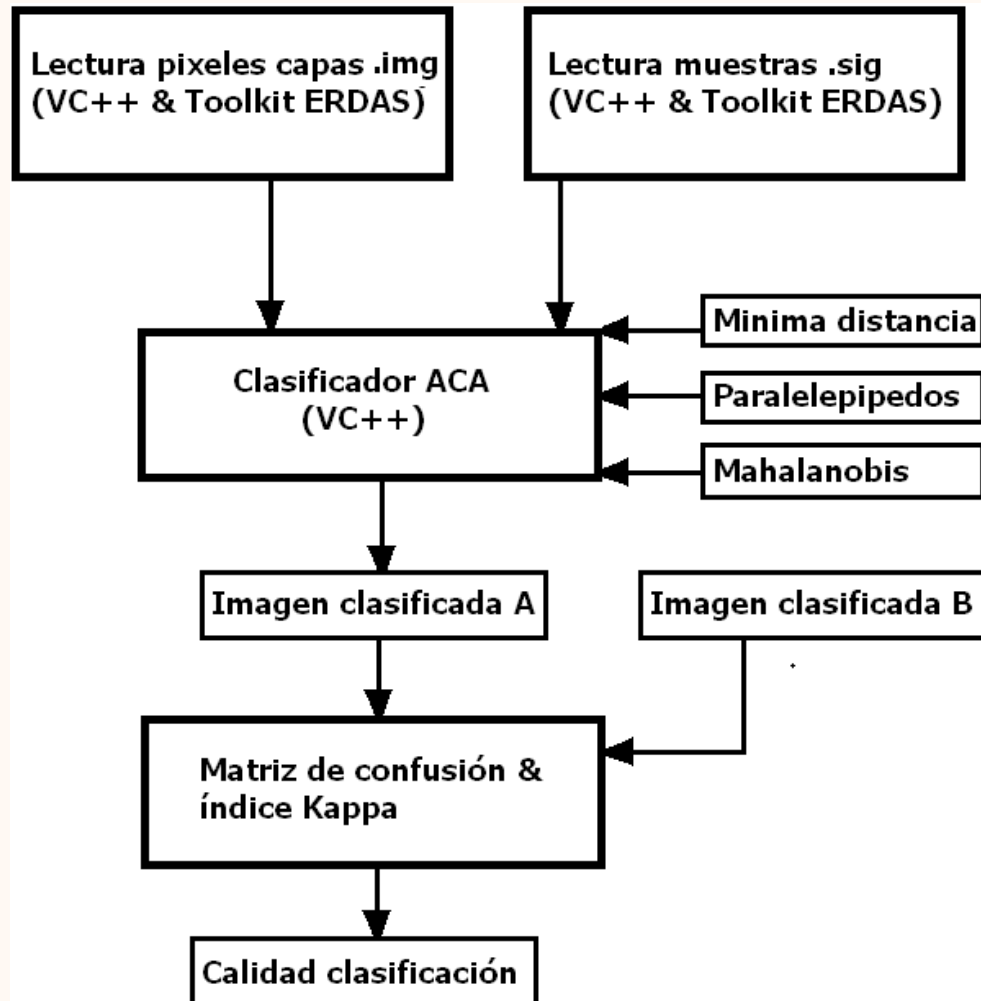 Lectura pixeles capas .img
(VC++ & Toolkit ERDAS)
Lectura muestras .sig
(VC++ & Toolkit ERDAS)
Minima distancia
Clasificador ACA
(VC++)
Paralelepipedos
Mahalanobis
Imagen clasificada A
Imagen clasificada B
Matriz de confusión &
índice Kappa
Calidad clasificación